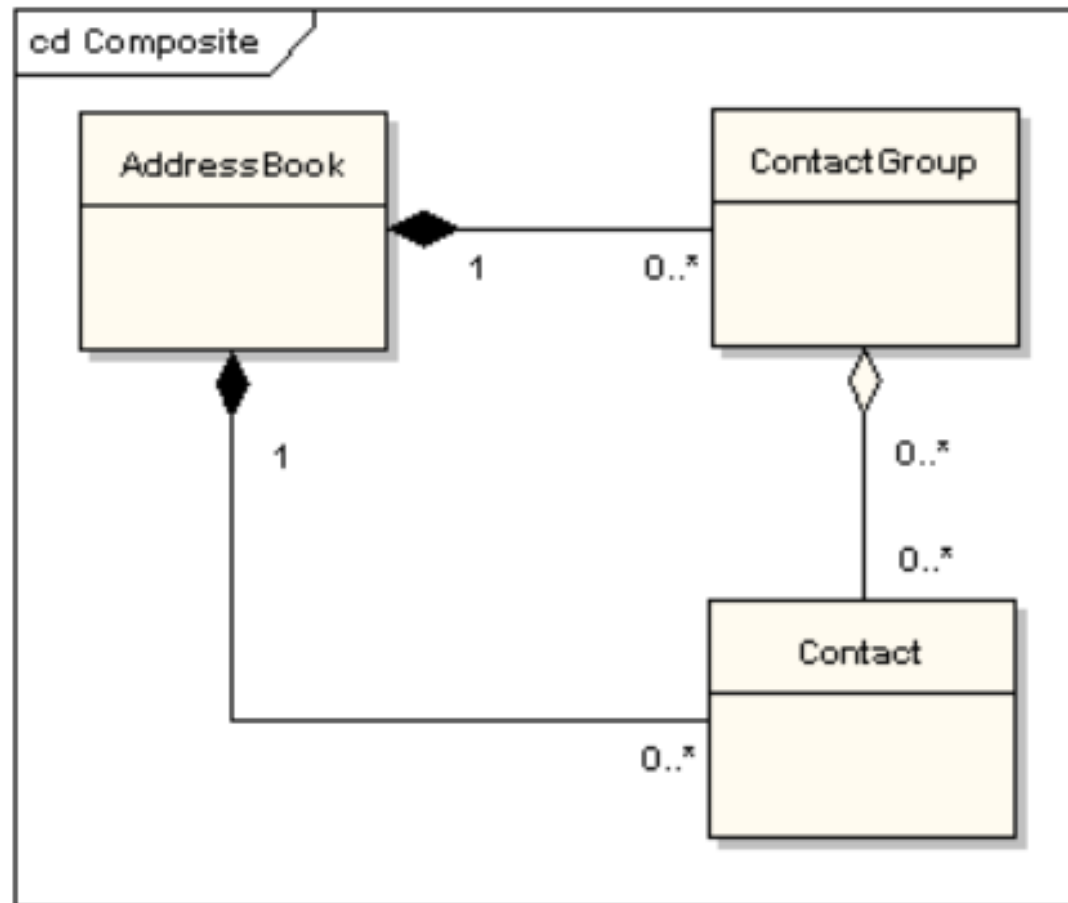 cd Composite
AddressBook
ContactGroup
1
0..*
1
0..*
0..*
Contact
0..*